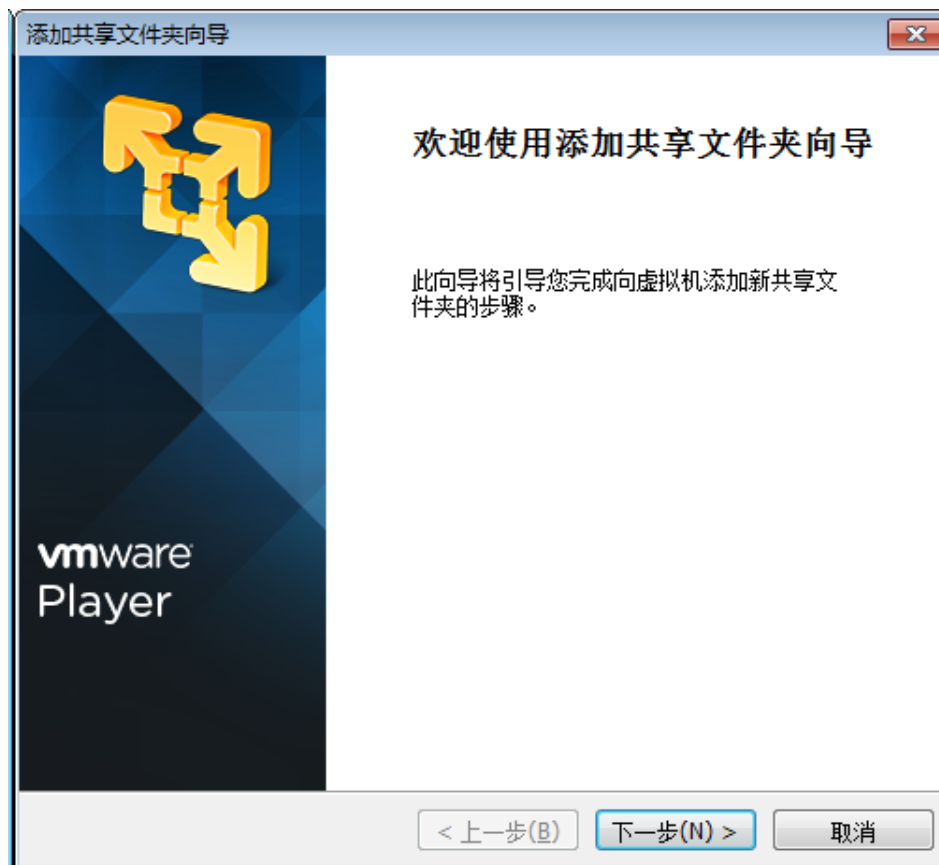 添加共享文件夹向导
欢迎使用添加共享文件夹向导
此向导将引导您完成向虚拟机添加新共享文
件夹的步骤。
vmware
Player
< 上一步(B)
下一步(N) >
取消